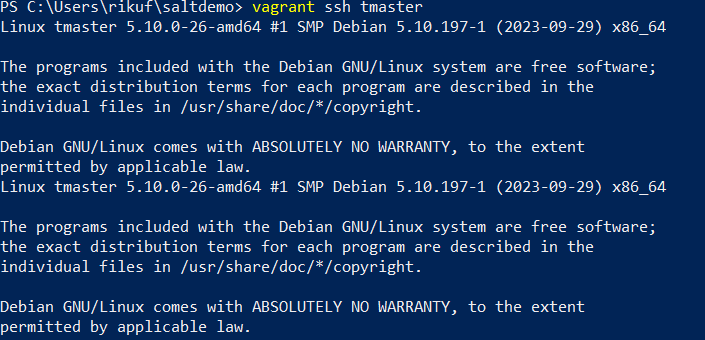 PS C:\Users\rikuf\saltdemo> vagrant ssh tmaster
Linux tmaster 5.10.0-26-amd64 #1 SMP Debian 5.10.197-1 (2023-09-29) x86_64
The programs included with the Debian GNU/Linux system are free software;
the exact distribution terms for each program are described in the
individual files in /usr/share/doc/*/copyright.
Debian GNU/Linux comes with ABSOLUTELY NO WARRANTY, to the extent
permitted by applicable law.
Linux tmaster 5.10.0-26-amd64 #1 SMP Debian 5.10.197-1 (2023-09-29) x86_64
The programs included with the Debian GNU/Linux system are free software;
the exact distribution terms for each program are described in the
individual files in /usr/share/doc/*/copyright.
Debian GNU/Linux comes with ABSOLUTELY NO WARRANTY, to the extent
permitted by applicable law.